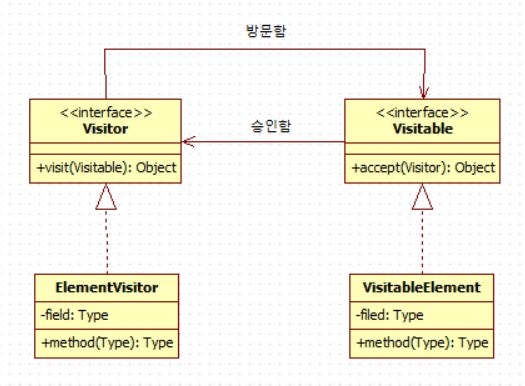 방문함
<<interface>>
Visitor
+visit(Visitable): Object
승인함
<<interface>>
Visitable
+accept(Visitor): Object
ElementVisitor
-field: Type
+method(Type): Type
VisitableElement
-filed: Type
+method(Type): Type